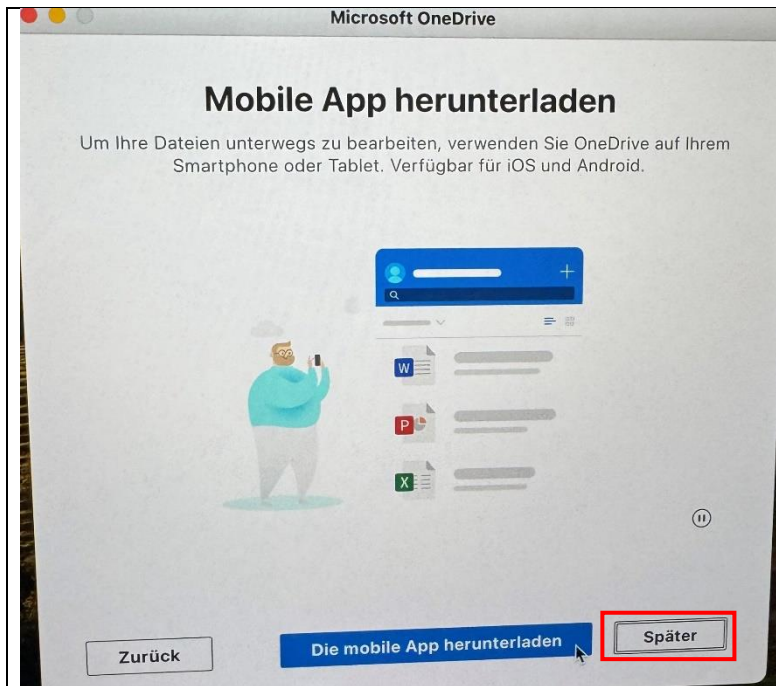 Microsoft OneDrive
Mobile App herunterladen
Um Ihre Dateien unterwegs zu bearbeiten, verwenden Sie OneDrive auf Ihrem
Smartphone oder Tablet. Verfügbar für iOS und Android.
W
P
X
Zurück
Die mobile App herunterladen
Später